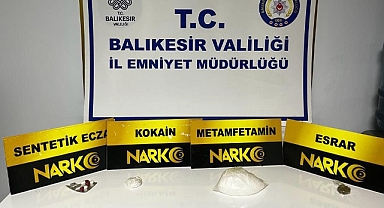 BALIKESİR
VALİLİĞİ
T.C.
BALIKESİR VALİLİĞİ
İL EMNİYET MÜDÜRLÜĞÜ
SENTETİK ECZA
NARKO
KOKAİN
NARKO
METAMFETAMİN
NARKO
ESRAR
NARKO